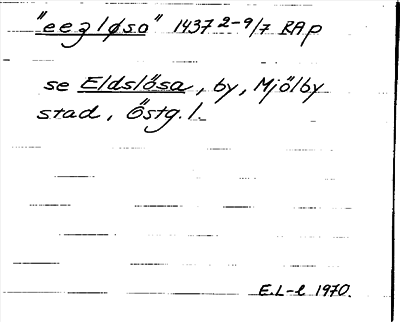 "eezløso" 1437 2-9/7 RAp
se Eldslösa, by, Mjölby
stad, Östg. l.
E.L-l 1970.